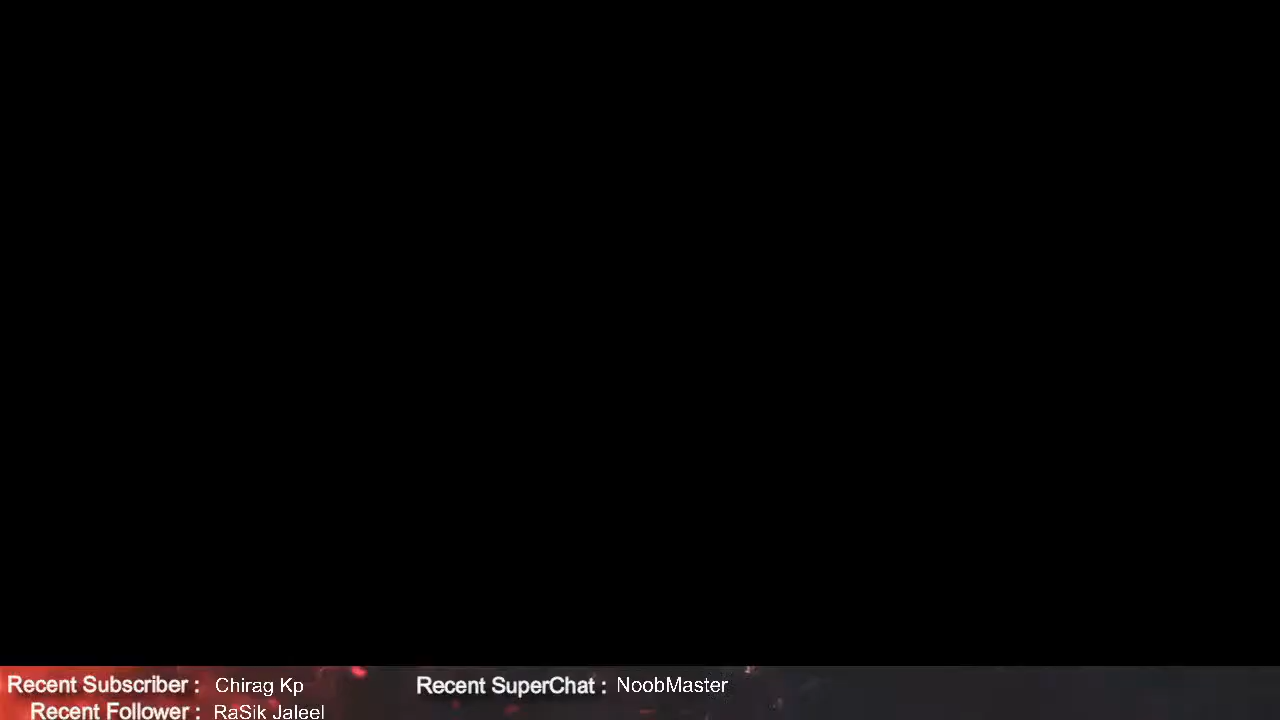 Recent Subscriber : Chirag Kp Recent SuperChat : NoobMaster
Recent Follower : RaSik Jaleel